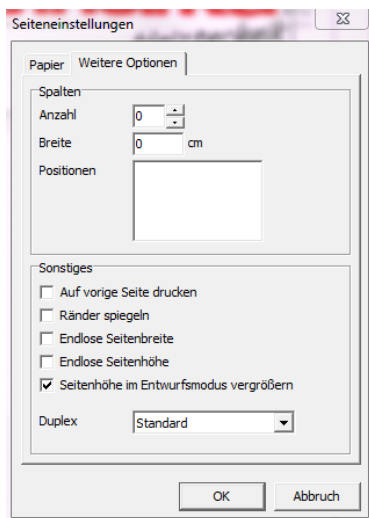 Seiteneinstellungen
Papier Weitere Optionen
Spalten
Anzahl 0
Breite 0 cm
Positionen
Sonstiges
Auf vorige Seite drucken
Ränder spiegeln
Endlose Seitenbreite
Endlose Seitenhöhe
Seitenhöhe im Entwurfsmodus vergrößern
Duplex Standard
OK Abbruch